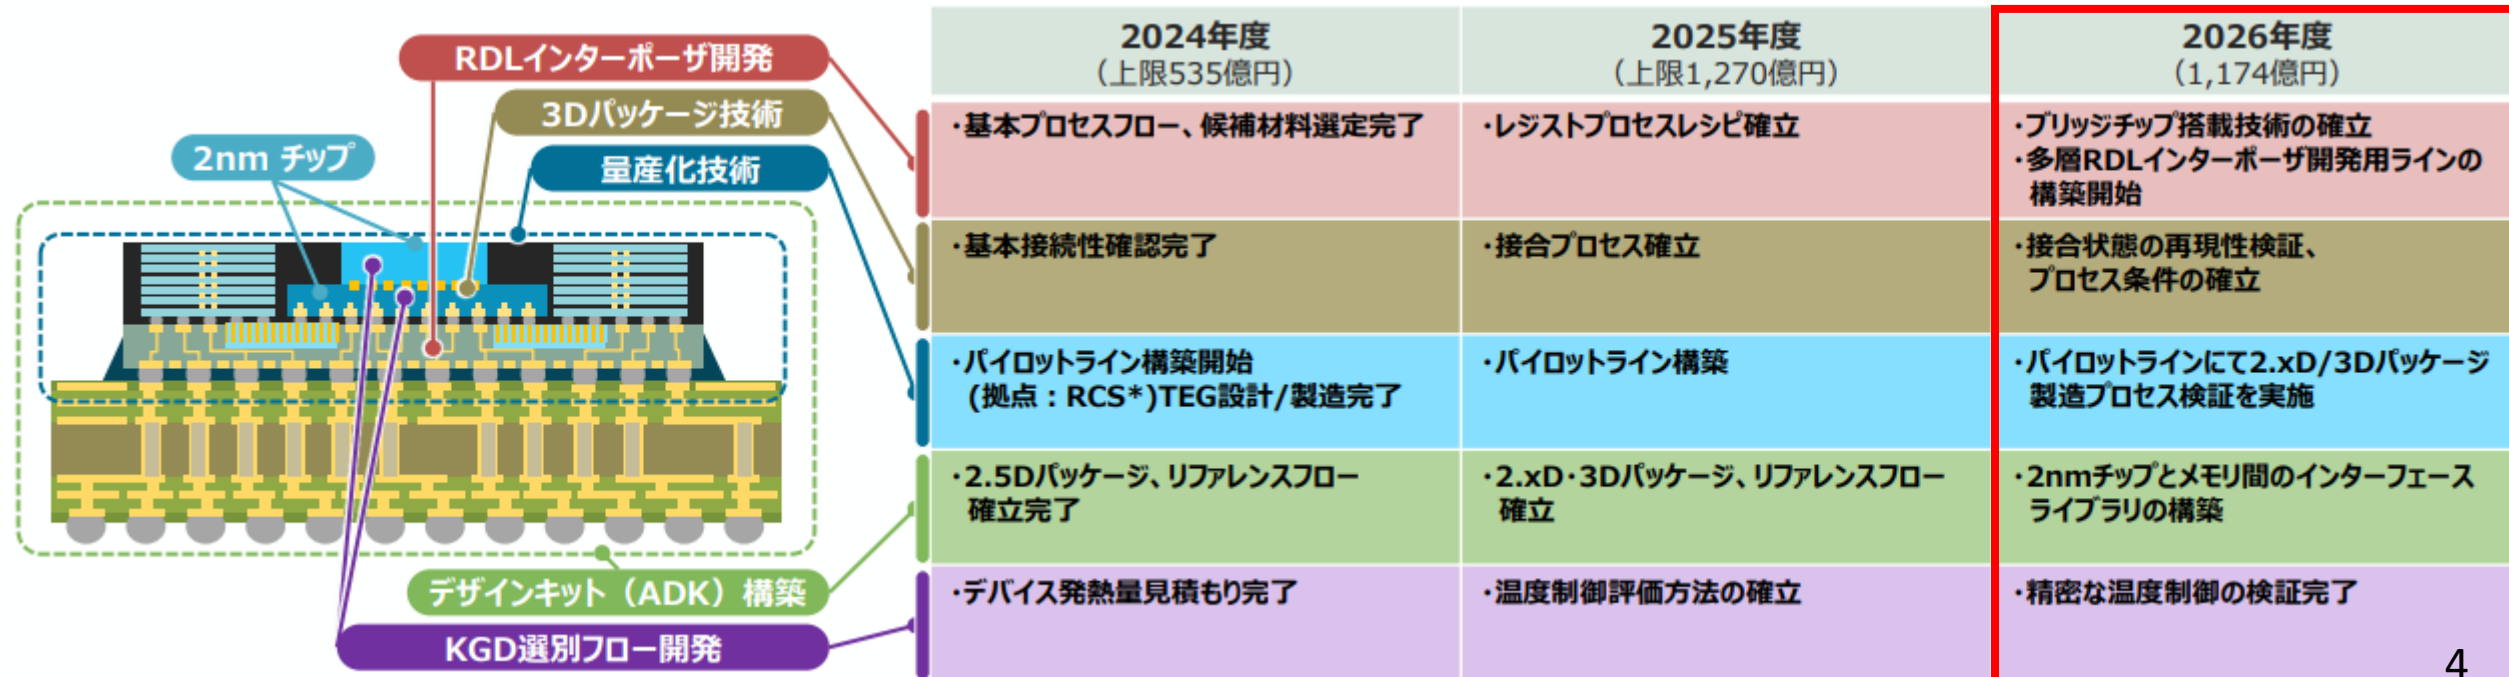 RDLインターポーザ開発
3Dパッケージ技術
2nm チップ
量産化技術
デザインキット（ADK）構築
KGD選別フロー開発
2024年度
（上限535億円）
2025年度
（上限1,270億円）
2026年度
（1,174億円）
・基本プロセスフロー、候補材料選定完了
・レジストプロセスレシピ確立
・ブリッジチップ搭載技術の確立
・多層RDLインターポーザ開発用ラインの
構築開始
・基本接続性確認完了
・接合プロセス確立
・接合状態の再現性検証、
プロセス条件の確立
・パイロットライン構築開始
(拠点：RCS*)TEG設計/製造完了
・パイロットライン構築
・パイロットラインにて2.xD/3Dパッケージ
製造プロセス検証を実施
・2.5Dパッケージ、リファレンスフロー
確立完了
・2.xD・3Dパッケージ、リファレンスフロー
確立
・2nmチップとメモリ間のインターフェース
ライブラリの構築
・デバイス発熱量見積もり完了
・温度制御評価方法の確立
・精密な温度制御の検証完了
4